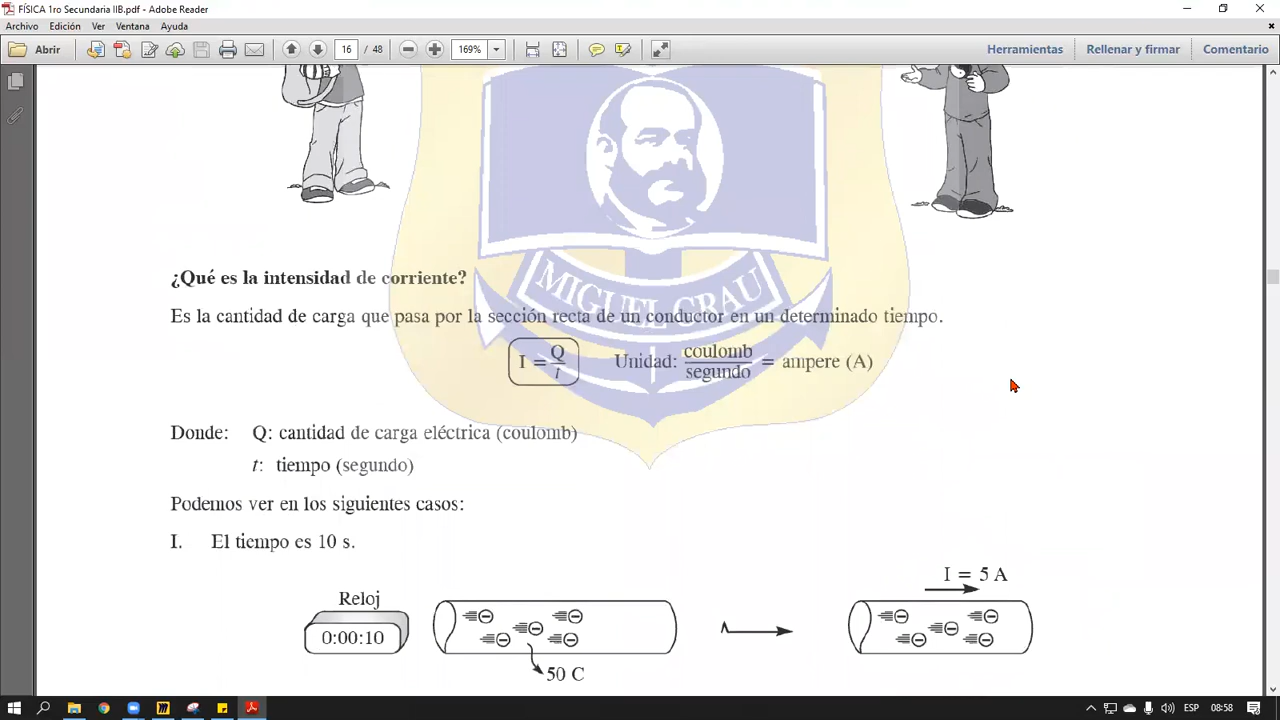 FÍSICA 1ro Secundaria IIB.pdf - Adobe Reader
Archivo Edición Ver Ventana Ayuda
Abrir 16 / 48 169% Herramientas Rellenar y firmar Comentario
MIGUEL GRAU
¿Qué es la intensidad de corriente?
Es la cantidad de carga que pasa por la sección recta de un conductor en un determinado tiempo.
I = Q/t Unidad: coulomb/segundo = ampere (A)
Donde: Q: cantidad de carga eléctrica (coulomb)
t: tiempo (segundo)
Podemos ver en los siguientes casos:
I. El tiempo es 10 s.
I = 5 A
Reloj
0:00:10
50 C
ESP 08:58